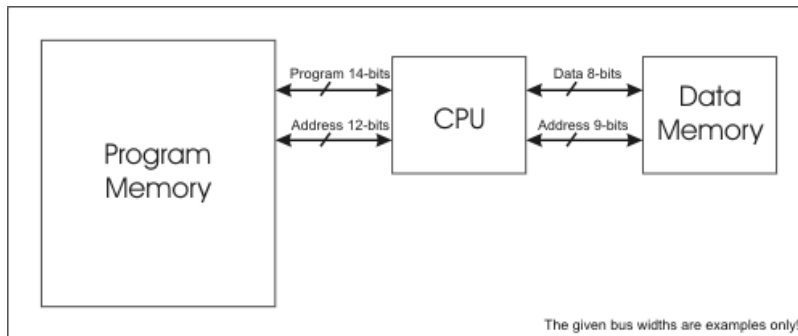 Program 14-bits
Data 8-bits
Program
Memory
CPU
Data
Memory
Address 12-bits
Address 9-bits
The given bus widths are examples only!